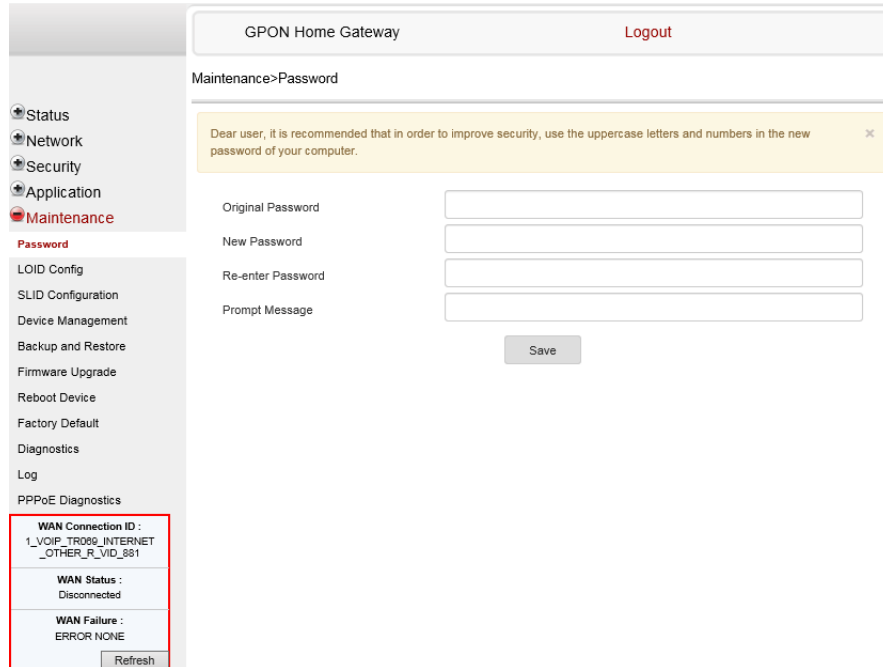 GPON Home Gateway
Logout
Maintenance>Password
Status
Network
Security
Application
Maintenance
Password
LOID Config
SLID Configuration
Device Management
Backup and Restore
Firmware Upgrade
Reboot Device
Factory Default
Diagnostics
Log
PPPoE Diagnostics
WAN Connection ID :
1_VOIP_TR069_INTERNET
_OTHER_R_VID_881
WAN Status :
Disconnected
WAN Failure :
ERROR NONE
Refresh
Dear user, it is recommended that in order to improve security, use the uppercase letters and numbers in the new
password of your computer.
×
Original Password
New Password
Re-enter Password
Prompt Message
Save